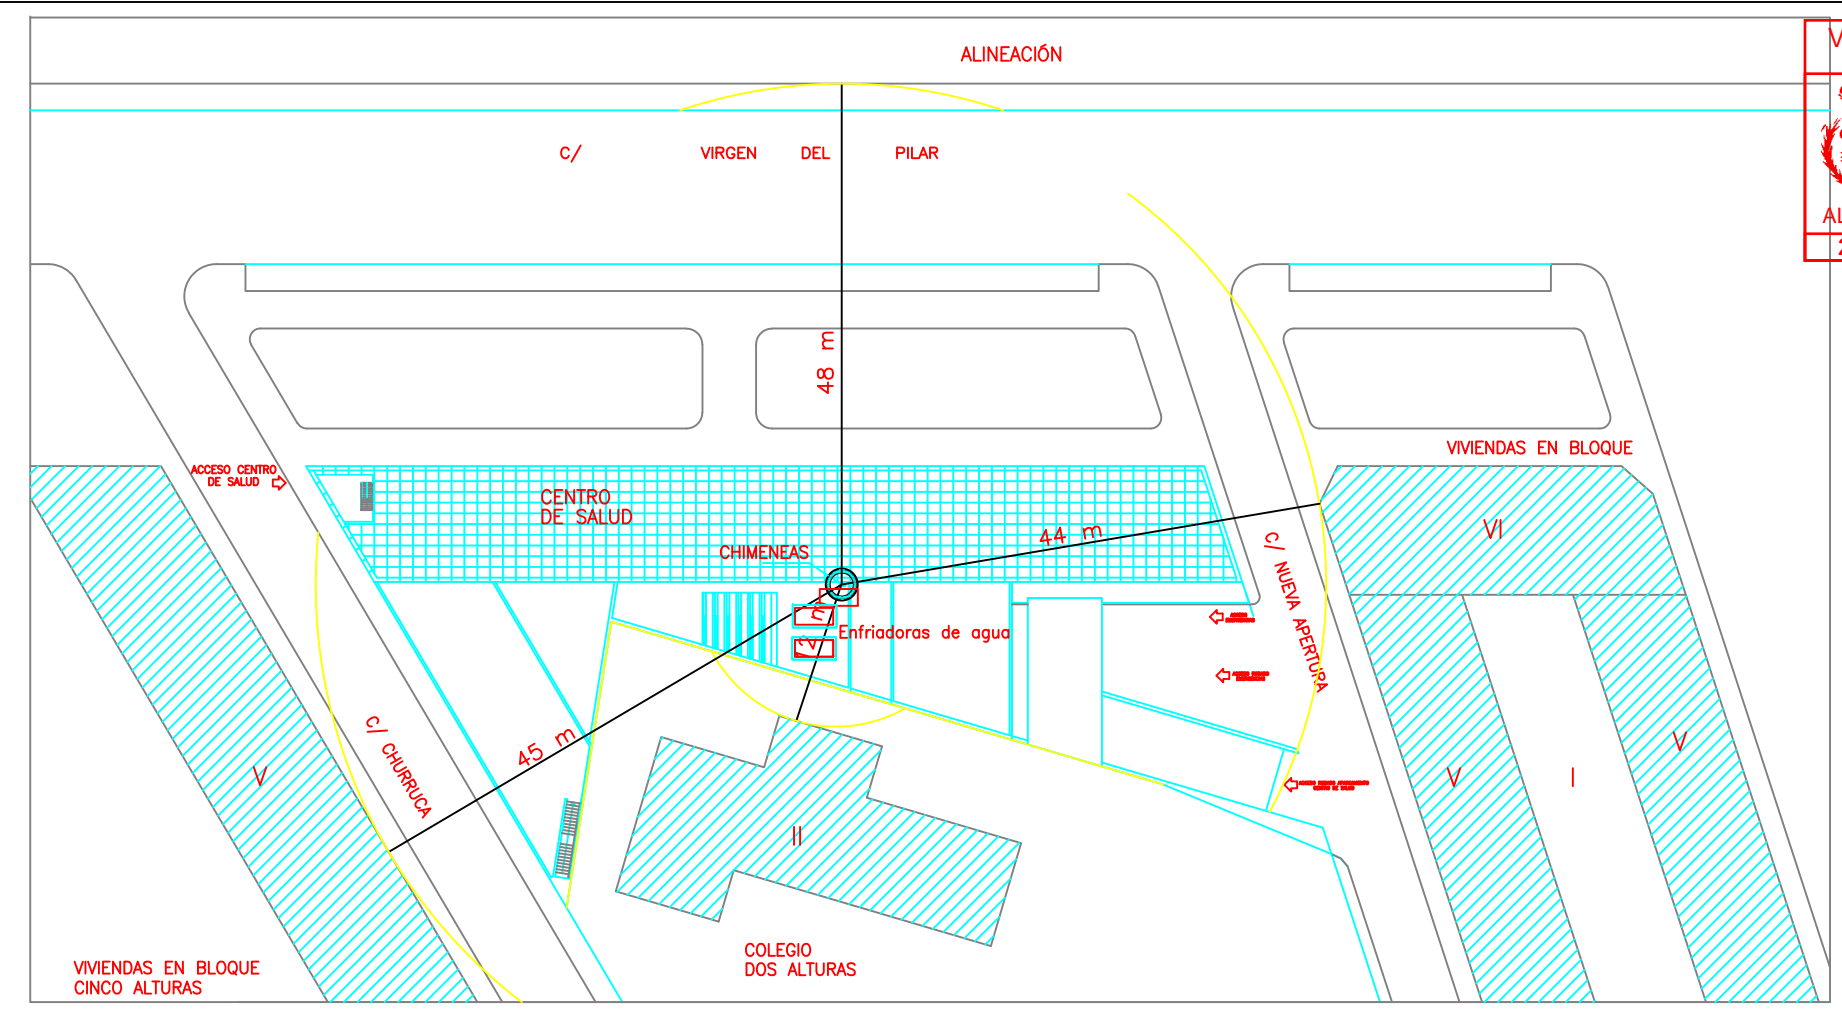 ALINEACIÓN
C/ VIRGEN DEL PILAR
48 m
VIVIENDAS EN BLOQUE
ACCESO CENTRO
DE SALUD
CENTRO
DE SALUD
VI
44 m
CHIMENEAS
C/ NUEVA APERTURA
Enfriadoras de agua
45 m
C/ CHURRUCA
V
V
V
I
II
COLEGIO
DOS ALTURAS
VIVIENDAS EN BLOQUE
CINCO ALTURAS